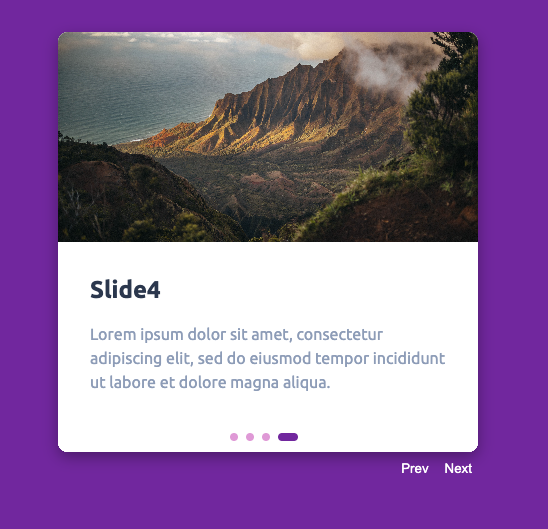 Slide4
Lorem ipsum dolor sit amet, consectetur
adipiscing elit, sed do eiusmod tempor incididunt
ut labore et dolore magna aliqua.
Prev Next